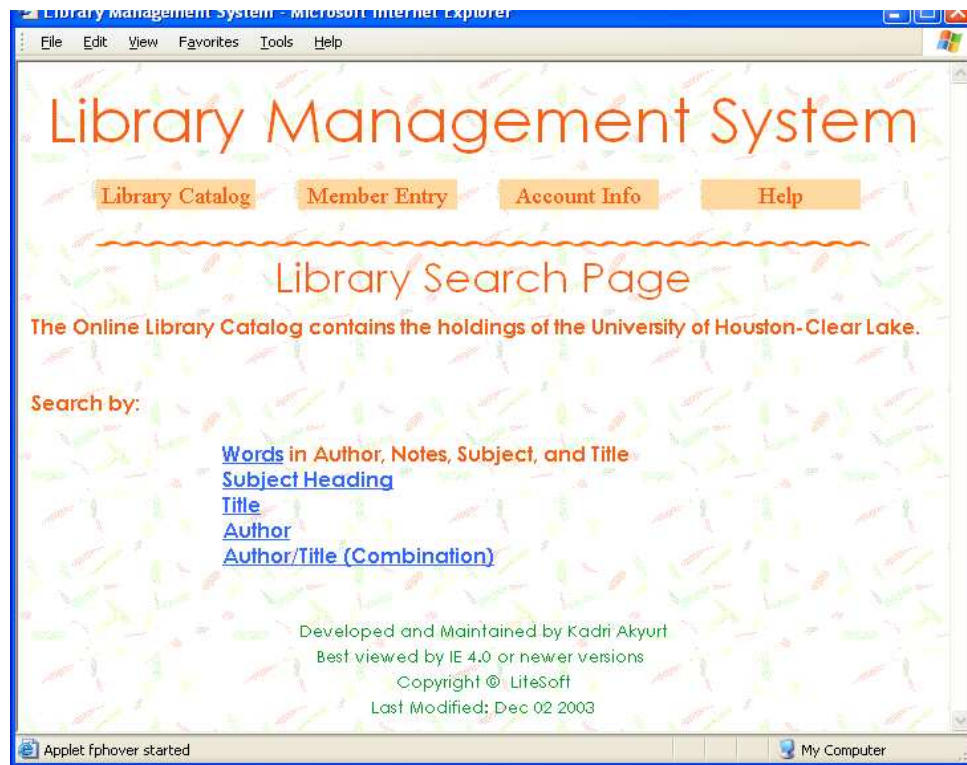 Library Management System - Microsoft Internet Explorer
File Edit View Favorites Tools Help
Library Management System
Library Catalog Member Entry Account Info Help
Library Search Page
The Online Library Catalog contains the holdings of the University of Houston-Clear Lake.
Search by:
Words in Author, Notes, Subject, and Title
Subject Heading
Title
Author
Author/Title (Combination)
Developed and Maintained by Kadri Akyurt
Best viewed by IE 4.0 or newer versions
Copyright © LiteSoft
Last Modified: Dec 02 2003
Applet fphover started My Computer